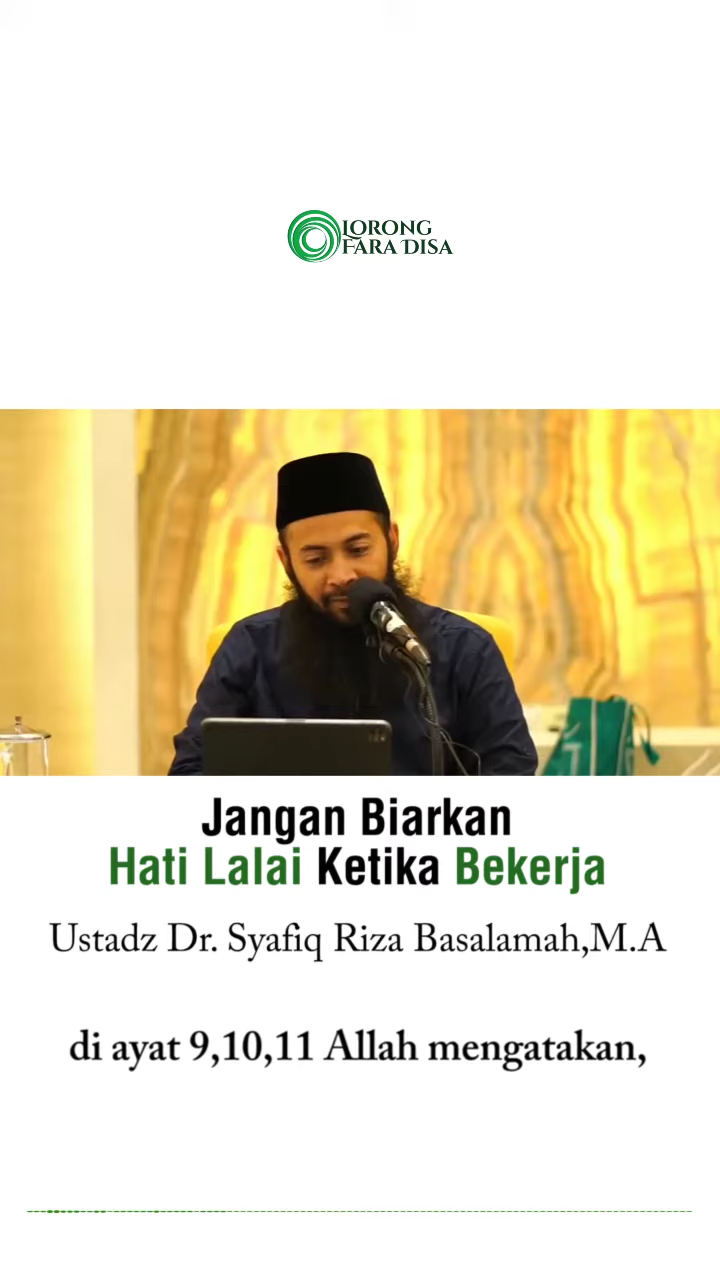 LORONG
FARA DISA
Jangan Biarkan
Hati Lalai Ketika Bekerja
Ustadz Dr. Syafiq Riza Basalamah,M.A
di ayat 9,10,11 Allah mengatakan,